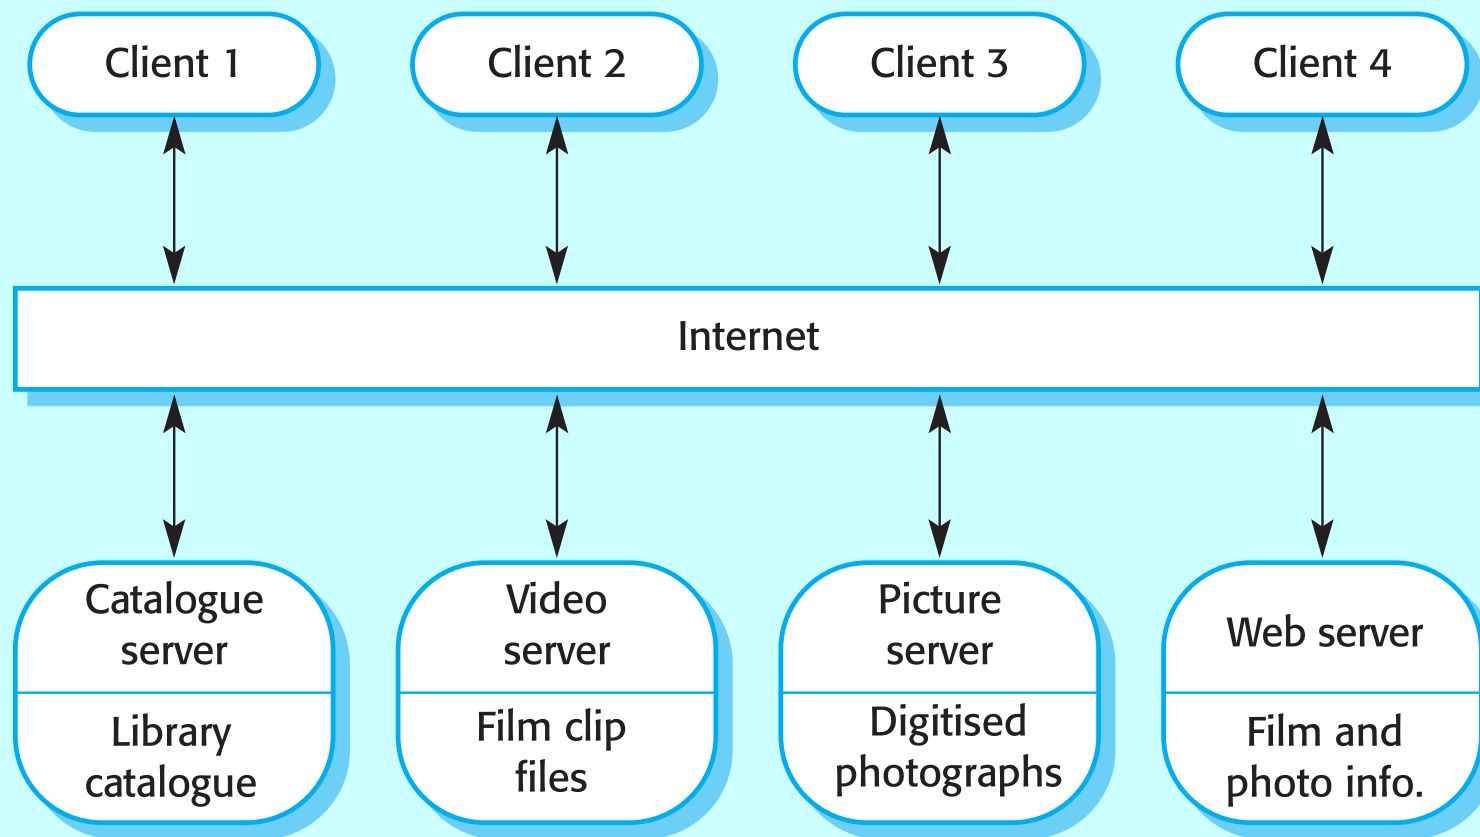 Client 1
Client 2
Client 3
Client 4
Internet
Catalogue
server
Library
catalogue
Video
server
Film clip
files
Picture
server
Digitised
photographs
Web server
Film and
photo info.